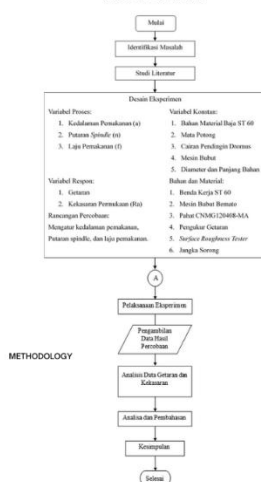 Mulai
Identifikasi Masalah
Studi Literatur
Desain Eksperimen
Variabel Proses:
1. Kedalaman Pemakanan (a)
2. Putaran Spindle (n)
3. Laju Pemakanan (f)
Variabel Konstan:
1. Bahan Material Baja ST 60
2. Mata Potong
3. Cairan Pendingin Dromus
4. Mesin Bubut
5. Diameter dan Panjang Bahan
Variabel Respon:
1. Getaran
2. Kekasaran Permukaan (Ra)
Rancangan Percobaan:
Mengatur kedalaman pemakanan,
Putaran spindle, dan laju pemakanan.
Bahan dan Material:
1. Benda Kerja ST 60
2. Mesin Bubut Bemato
3. Pahat CNMG120408-MA
4. Pengukur Getaran
5. Surface Roughness Tester
6. Jangka Sorong
A
Pelaksanaan Eksperimen
Pengambilan
Data Hasil
Percobaan
METHODOLOGY
Analisis Data Getaran dan
Kekasaran
Analisa dan Pembahasan
Kesimpulan
Selesai